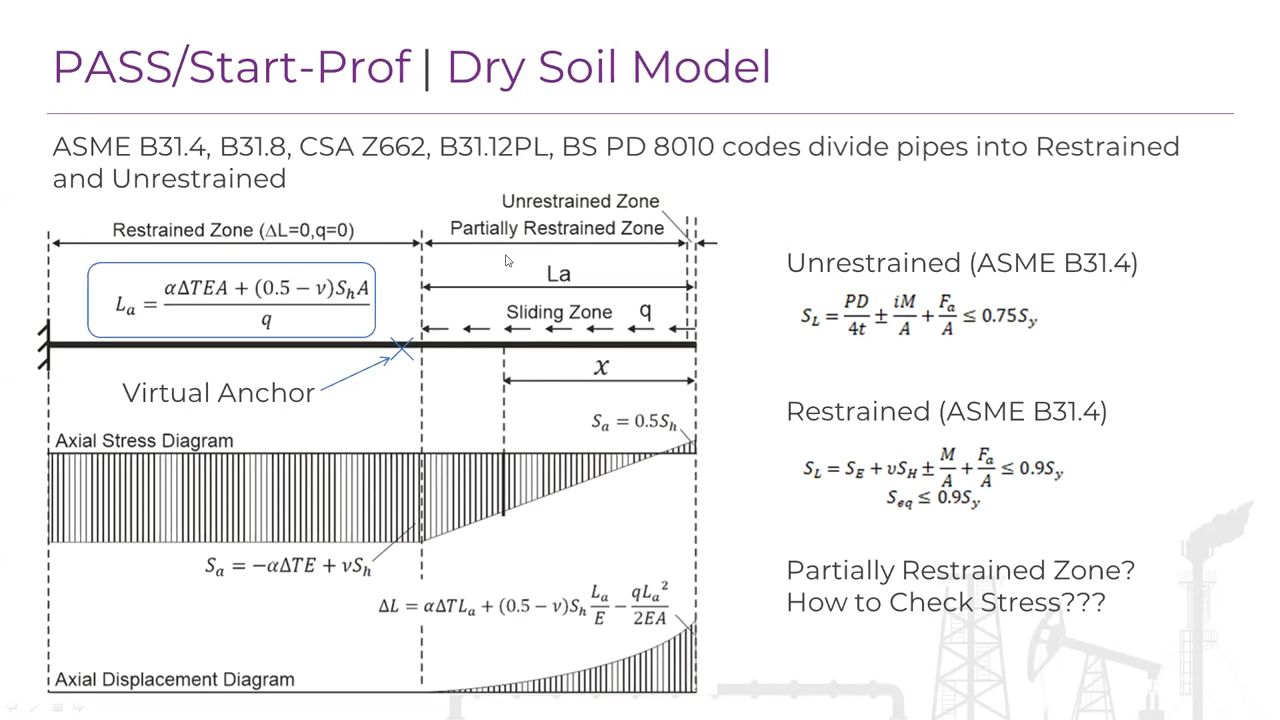 PASS/Start-Prof | Dry Soil Model
ASME B31.4, B31.8, CSA Z662, B31.12PL, BS PD 8010 codes divide pipes into Restrained
and Unrestrained
Unrestrained Zone
Restrained Zone (ΔL=0,q=0)
Partially Restrained Zone
La
L_a = (αΔTEA + (0.5 − ν)S_hA)/q
Sliding Zone q
Virtual Anchor
x
S_a = 0.5S_h
Axial Stress Diagram
S_a = −αΔTE + νS_h
ΔL = αΔTL_a + (0.5 − ν)S_h L_a/E − qL_a²/2EA
Axial Displacement Diagram
Unrestrained (ASME B31.4)
S_L = PD/4t ± iM/A + F_a/A ≤ 0.75S_y
Restrained (ASME B31.4)
S_L = S_E + υS_H ± M/A + F_a/A ≤ 0.9S_y
S_eq ≤ 0.9S_y
Partially Restrained Zone?
How to Check Stress???